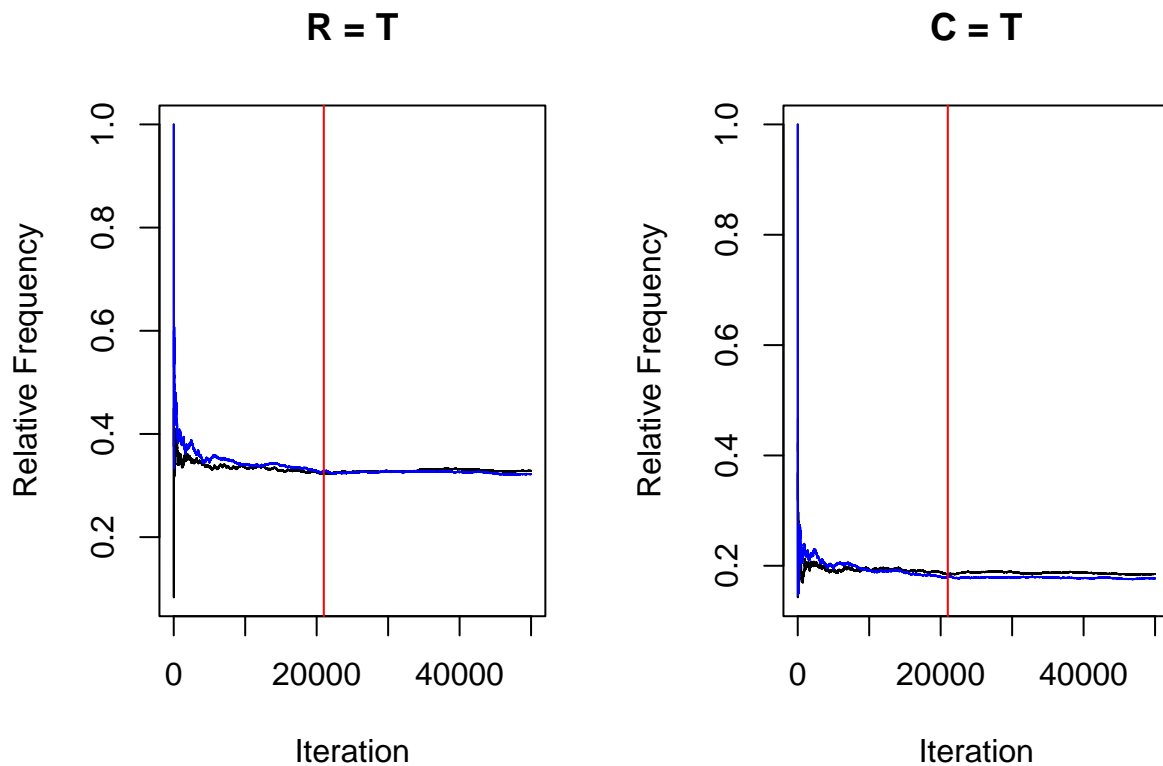 R = T
Relative Frequency
1.0
0.8
0.6
0.4
0.2
0 20000 40000
Iteration
C = T
Relative Frequency
1.0
0.8
0.6
0.4
0.2
0 20000 40000
Iteration